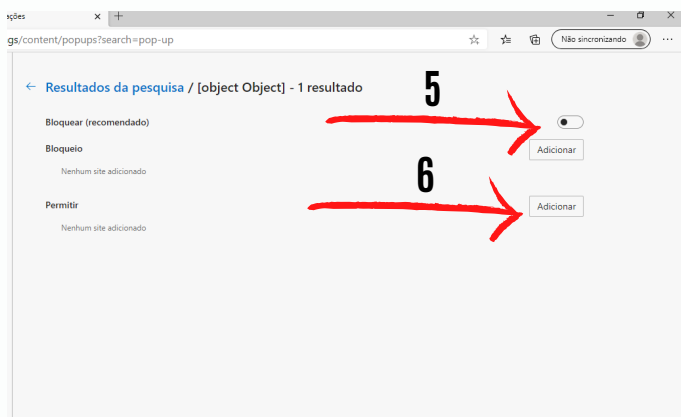 ações
gs/content/popups?search=pop-up
Não sincronizando
Resultados da pesquisa / [object Object] - 1 resultado
5
Bloquear (recomendado)
Bloqueio
Adicionar
Nenhum site adicionado
6
Permitir
Adicionar
Nenhum site adicionado